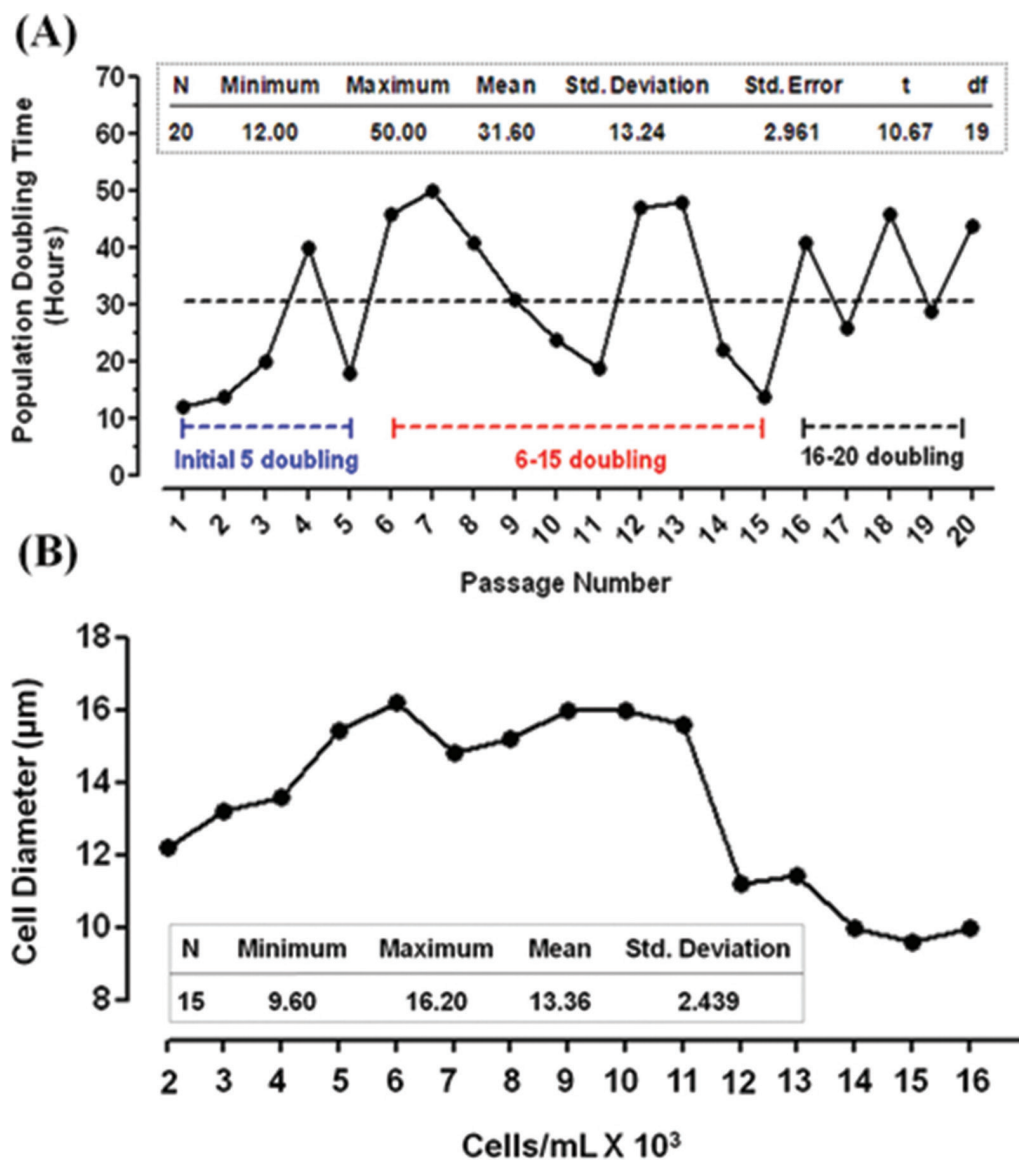 (A)
N Minimum Maximum Mean Std. Deviation Std. Error t df
20 12.00 50.00 31.60 13.24 2.961 10.67 19
Population Doubling Time
(Hours)
70
60
50
40
30
20
10
0
Initial 5 doubling
6-15 doubling
16-20 doubling
1 2 3 4 5 6 7 8 9 10 11 12 13 14 15 16 17 18 19 20
Passage Number
(B)
Cell Diameter (µm)
18
16
14
12
10
8
N Minimum Maximum Mean Std. Deviation
15 9.60 16.20 13.36 2.439
2 3 4 5 6 7 8 9 10 11 12 13 14 15 16
Cells/mL X 10³